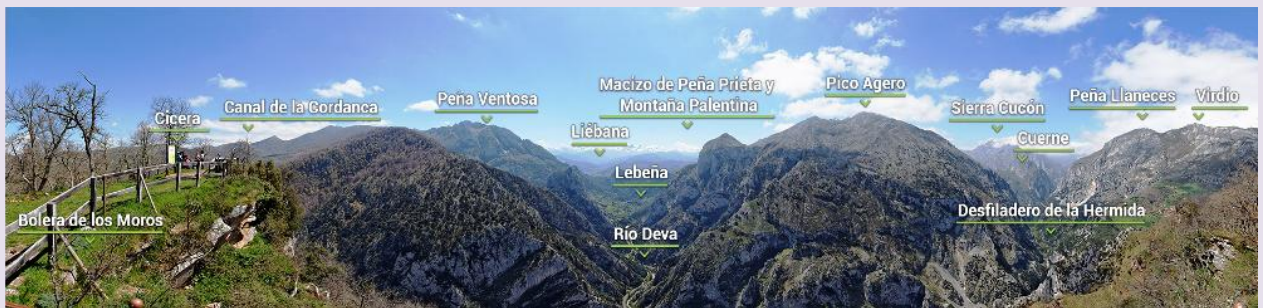 Cicera
Canal de la Gordanca
Peña Ventosa
Macizo de Peña Prieta y
Montaña Palentina
Pico Agero
Sierra Cucón
Peña Llaneces
Virdio
Liébana
Cuerne
Lebeña
Bolera de los Moros
Río Deva
Desfiladero de la Hermida